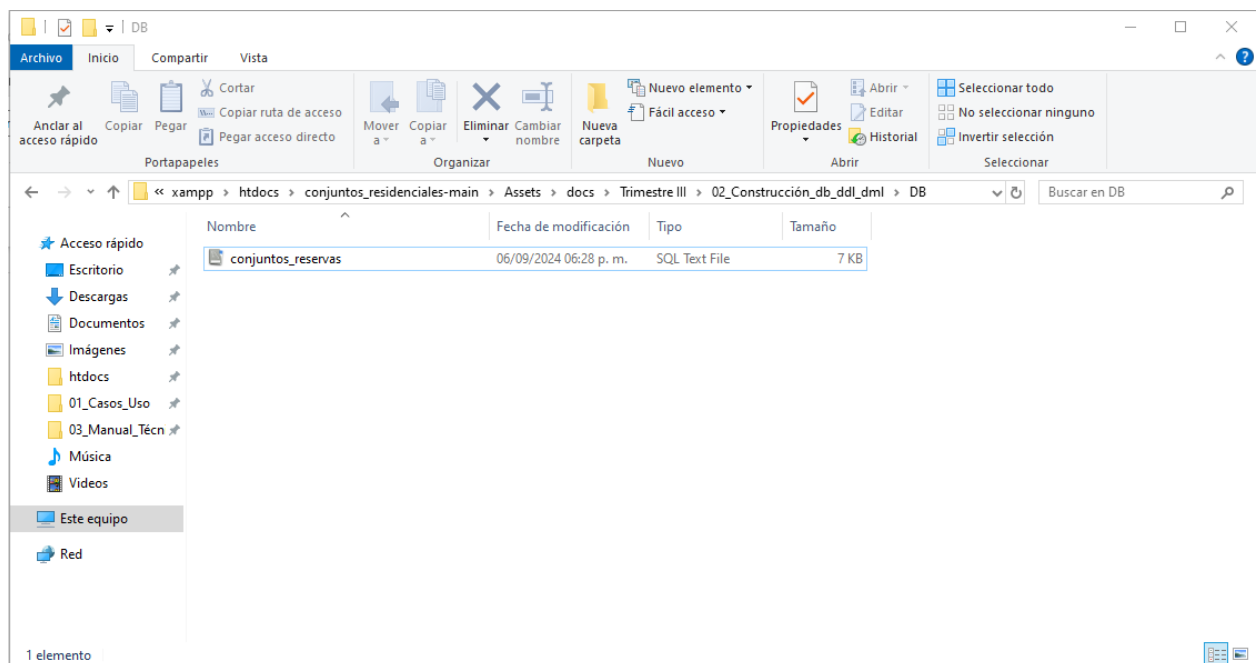 DB
Archivo Inicio Compartir Vista
Anclar al acceso rápido
Copiar
Pegar
Cortar
Copiar ruta de acceso
Pegar acceso directo
Portapapeles
Mover a
Copiar a
Eliminar
Cambiar nombre
Organizar
Nueva carpeta
Nuevo elemento
Fácil acceso
Nuevo
Propiedades
Abrir
Editar
Historial
Abrir
Seleccionar todo
No seleccionar ninguno
Invertir selección
Seleccionar
« xampp > htdocs > conjuntos_residenciales-main > Assets > docs > Trimestre III > 02_Construcción_db_ddl_dml > DB
Buscar en DB
Nombre Fecha de modificación Tipo Tamaño
conjuntos_reservas 06/09/2024 06:28 p. m. SQL Text File 7 KB
Acceso rápido
Escritorio
Descargas
Documentos
Imágenes
htdocs
01_Casos_Uso
03_Manual_Técn
Música
Videos
Este equipo
Red
1 elemento